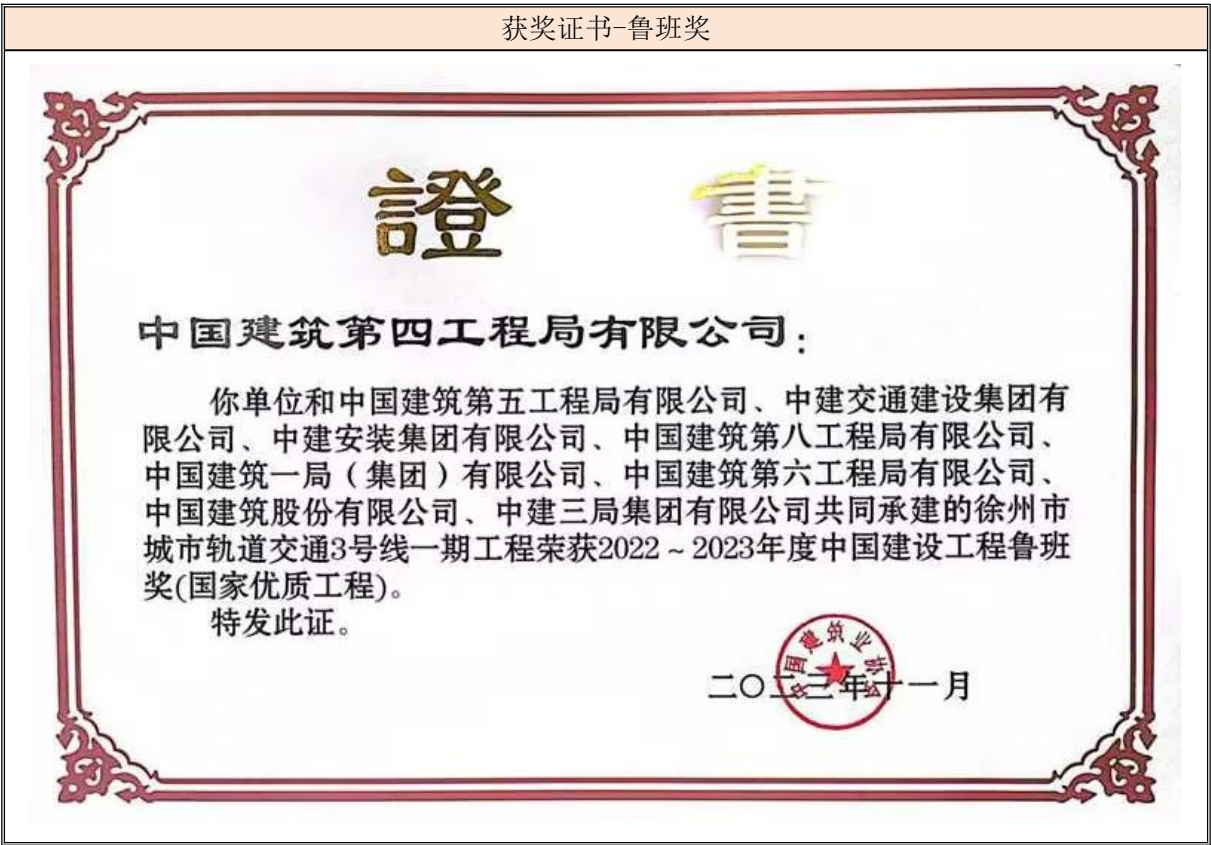 获奖证书-鲁班奖
證書
中国建筑第四工程局有限公司：
你单位和中国建筑第五工程局有限公司、中建交通建设集团有
限公司、中建安装集团有限公司、中国建筑第八工程局有限公司、
中国建筑一局（集团）有限公司、中国建筑第六工程局有限公司、
中国建筑股份有限公司、中建三局集团有限公司共同承建的徐州市
城市轨道交通3号线一期工程荣获2022～2023年度中国建设工程鲁班
奖(国家优质工程)。
特发此证。
中国建筑业协会
二〇二三年十一月